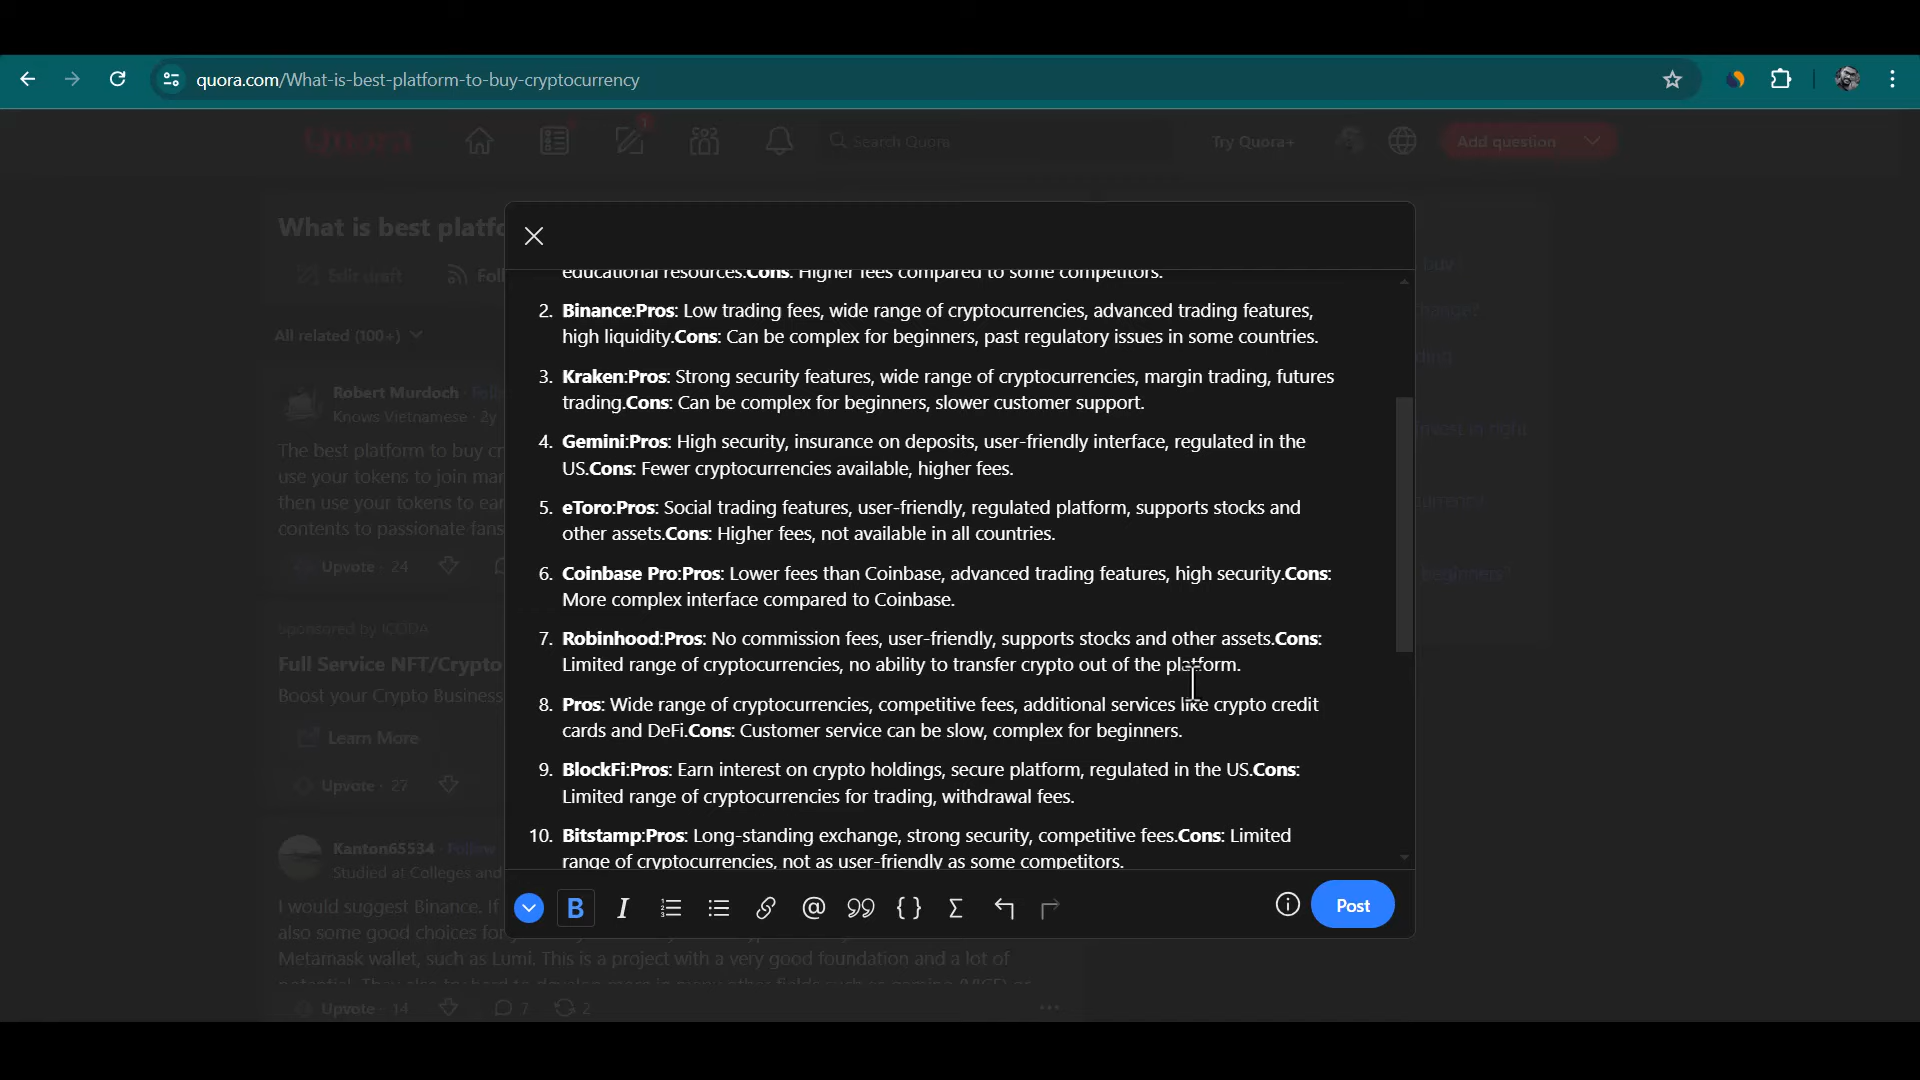 quora.com/What-is-best-platform-to-buy-cryptocurrency
Quora
1
Search Quora
Try Quora+
Add question
What is best platfo
Edit draft
Foll
All related (100+)
Robert Murdoch · Follo
Knows Vietnamese · 2y
The best platform to buy cr
use your tokens to join mar
then use your tokens to ear
contents to passionate fans
Upvote · 24
sponsored by ICODA
Full Service NFT/Crypto
Boost your Crypto Business
Learn More
Upvote · 27
Kanton65534 · Follow
Studied at Colleges and
I would suggest Binance. If
also some good choices for
Metamask wallet, such as Lumi. This is a project with a very good foundation and a lot of
Upvote · 14
7
2
educational resources.Cons: Higher fees compared to some competitors.
2. Binance:Pros: Low trading fees, wide range of cryptocurrencies, advanced trading features,
high liquidity.Cons: Can be complex for beginners, past regulatory issues in some countries.
3. Kraken:Pros: Strong security features, wide range of cryptocurrencies, margin trading, futures
trading.Cons: Can be complex for beginners, slower customer support.
4. Gemini:Pros: High security, insurance on deposits, user-friendly interface, regulated in the
US.Cons: Fewer cryptocurrencies available, higher fees.
5. eToro:Pros: Social trading features, user-friendly, regulated platform, supports stocks and
other assets.Cons: Higher fees, not available in all countries.
6. Coinbase Pro:Pros: Lower fees than Coinbase, advanced trading features, high security.Cons:
More complex interface compared to Coinbase.
7. Robinhood:Pros: No commission fees, user-friendly, supports stocks and other assets.Cons:
Limited range of cryptocurrencies, no ability to transfer crypto out of the platform.
8. Pros: Wide range of cryptocurrencies, competitive fees, additional services like crypto credit
cards and DeFi.Cons: Customer service can be slow, complex for beginners.
9. BlockFi:Pros: Earn interest on crypto holdings, secure platform, regulated in the US.Cons:
Limited range of cryptocurrencies for trading, withdrawal fees.
10. Bitstamp:Pros: Long-standing exchange, strong security, competitive fees.Cons: Limited
range of cryptocurrencies, not as user-friendly as some competitors.
Post
buy
beginners?